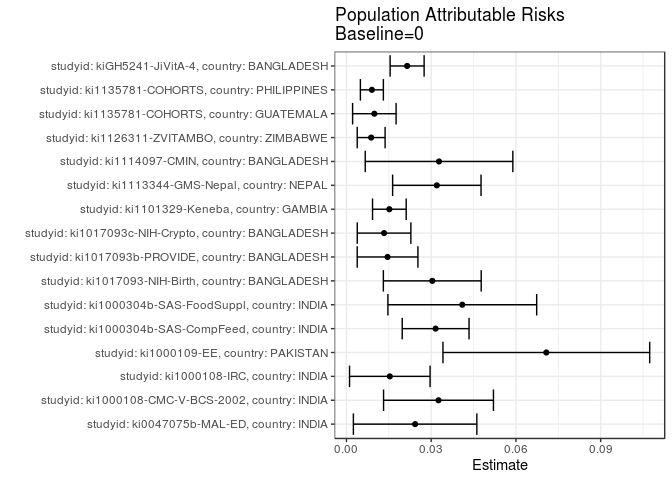 Population Attributable Risks
Baseline=0
studyid: kiGH5241-JiVitA-4, country: BANGLADESH
studyid: ki1135781-COHORTS, country: PHILIPPINES
studyid: ki1135781-COHORTS, country: GUATEMALA
studyid: ki1126311-ZVITAMBO, country: ZIMBABWE
studyid: ki1114097-CMIN, country: BANGLADESH
studyid: ki1113344-GMS-Nepal, country: NEPAL
studyid: ki1101329-Keneba, country: GAMBIA
studyid: ki1017093c-NIH-Crypto, country: BANGLADESH
studyid: ki1017093b-PROVIDE, country: BANGLADESH
studyid: ki1017093-NIH-Birth, country: BANGLADESH
studyid: ki1000304b-SAS-FoodSuppl, country: INDIA
studyid: ki1000304b-SAS-CompFeed, country: INDIA
studyid: ki1000109-EE, country: PAKISTAN
studyid: ki1000108-IRC, country: INDIA
studyid: ki1000108-CMC-V-BCS-2002, country: INDIA
studyid: ki0047075b-MAL-ED, country: INDIA
0.00 0.03 0.06 0.09
Estimate